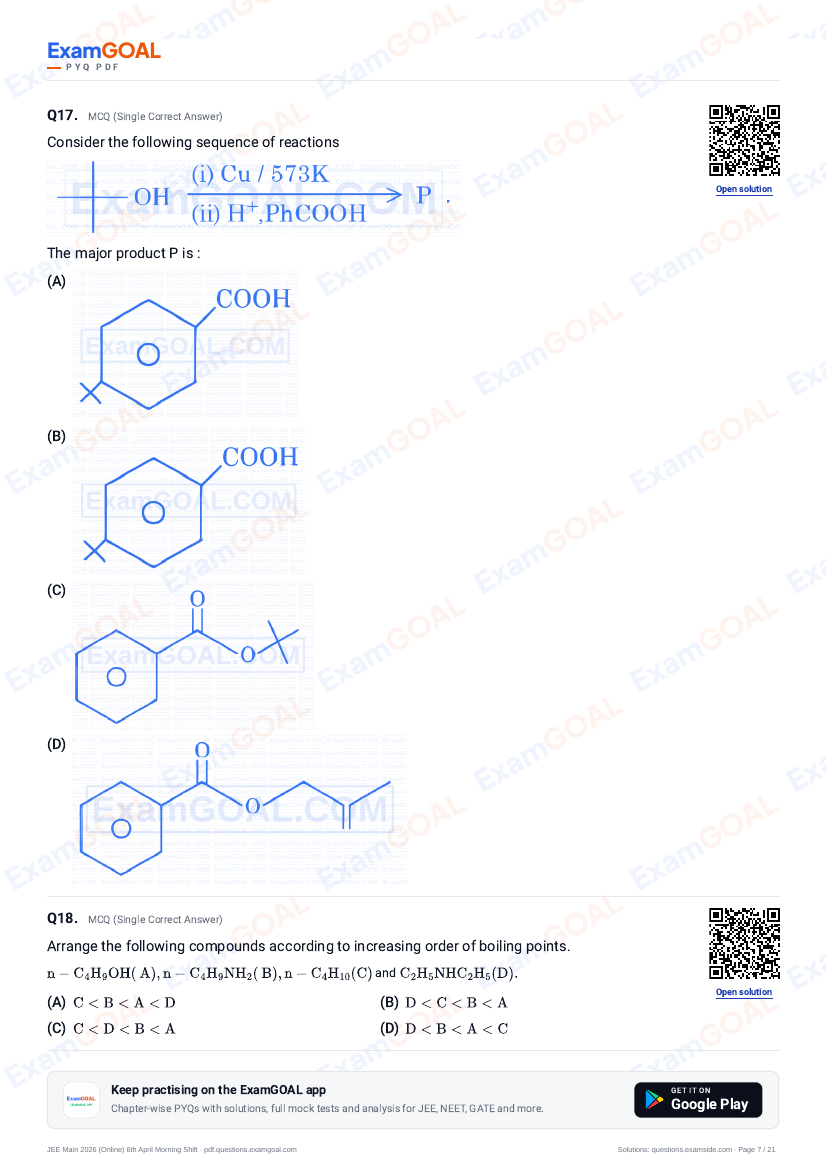 ExamGOAL
PYQ PDF
Q17. MCQ (Single Correct Answer)
Consider the following sequence of reactions
OH (i) Cu / 573K (ii) H⁺,PhCOOH P .
Open solution
The major product P is :
(A)
COOH
(B)
COOH
(C)
O
O
(D)
O
O
Q18. MCQ (Single Correct Answer)
Arrange the following compounds according to increasing order of boiling points.
n − C₄H₉OH( A), n − C₄H₉NH₂( B), n − C₄H₁₀(C) and C₂H₅NHC₂H₅(D).
Open solution
(A) C < B < A < D (B) D < C < B < A
(C) C < D < B < A (D) D < B < A < C
Keep practising on the ExamGOAL app
Chapter-wise PYQs with solutions, full mock tests and analysis for JEE, NEET, GATE and more.
GET IT ON
Google Play
JEE Main 2026 (Online) 6th April Morning Shift · pdf.questions.examgoal.com Solutions: questions.examside.com · Page 7 / 21